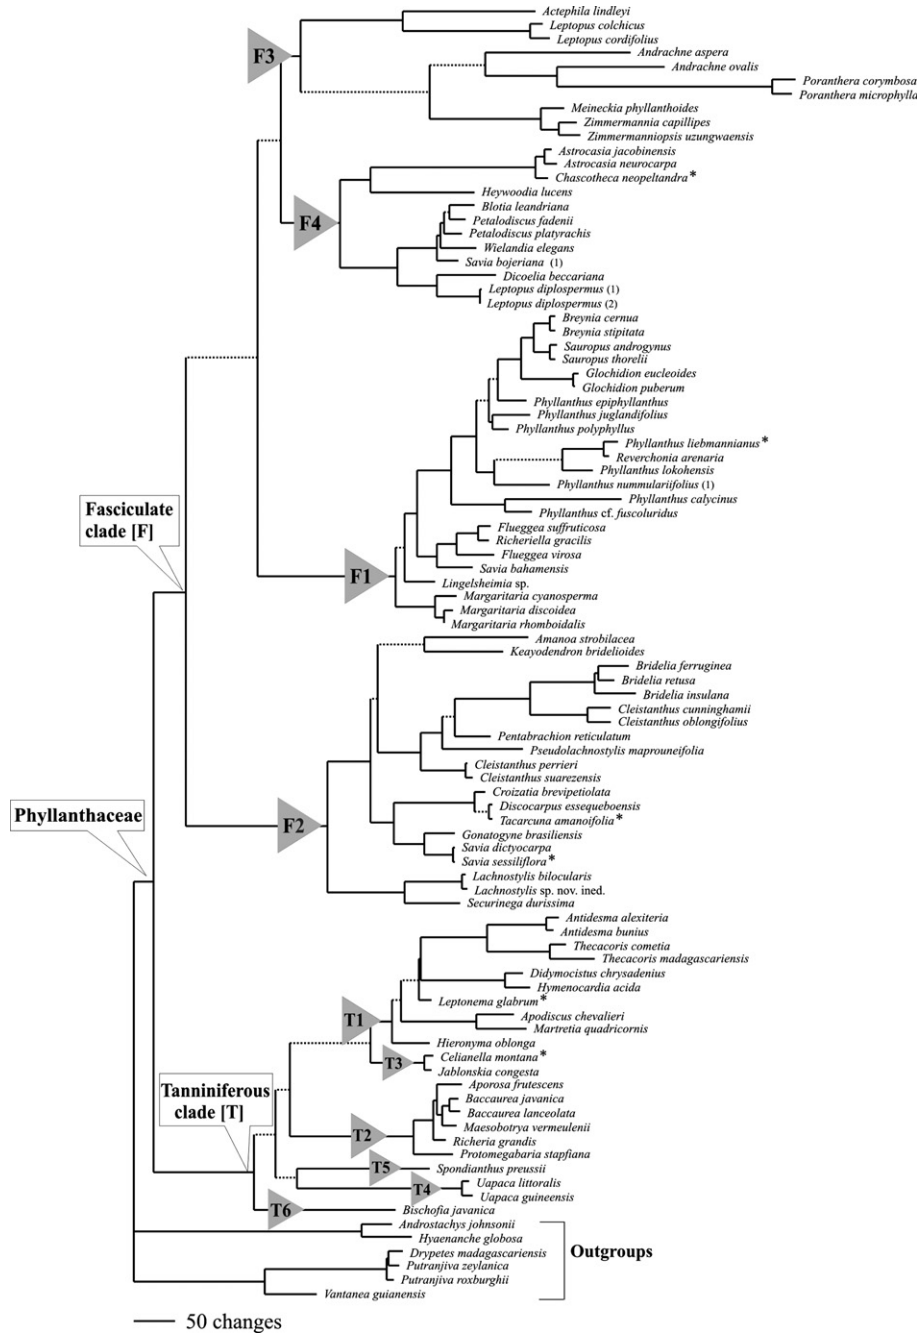 Actephila lindleyi
Leptopus colchicus
Leptopus cordifolius
F3
Andrachne aspera
Andrachne ovalis
Poranthera corymbosa
Poranthera microphylla
Meineckia phyllanthoides
Zimmermannia capillipes
Zimmermanniopsis uzungwaensis
Astrocasia jacobinensis
Astrocasia neurocarpa
Chascotheca neopeltandra*
Heywoodia lucens
Blotia leandriana
F4
Petalodiscus fadenii
Petalodiscus platyrachis
Wielandia elegans
Savia bojeriana (1)
Dicoelia beccariana
Leptopus diplospermus (1)
Leptopus diplospermus (2)
Breynia cernua
Breynia stipitata
Sauropus androgynus
Sauropus thorelii
Glochidion eucleoides
Glochidion puberum
Phyllanthus epiphyllanthus
Phyllanthus juglandifolius
Phyllanthus polyphyllus
Phyllanthus liebmannianus*
Reverchonia arenaria
Phyllanthus lokohensis
Phyllanthus nummulariifolius (1)
Phyllanthus calycinus
Phyllanthus cf. fuscoluridus
Fasciculate
clade [F]
Flueggea suffruticosa
Richeriella gracilis
Flueggea virosa
Savia bahamensis
F1
Lingelsheimia sp.
Margaritaria cyanosperma
Margaritaria discoidea
Margaritaria rhomboidalis
Amanoa strobilacea
Keayodendron bridelioides
Bridelia ferruginea
Bridelia retusa
Bridelia insulana
Cleistanthus cunninghamii
Cleistanthus oblongifolius
Pentabrachion reticulatum
Pseudolachnostylis maprouneifolia
Cleistanthus perrieri
Cleistanthus suarezensis
Croizatia brevipetiolata
Discocarpus essequeboensis
Phyllanthaceae
Tacaruna amanoifolia*
F2
Gonatogyne brasiliensis
Savia dictyocarpa
Savia sessiliflora*
Lachnostylis bilocularis
Lachnostylis sp. nov. ined.
Securinega durissima
Antidesma alexiteria
Antidesma bunius
Thecacoris cometia
Thecacoris madagascariensis
Didymocistus chrysadenius
Hymenocardia acida
Leptonema glabrum*
T1
Apodiscus chevalieri
Martretia quadricornis
Hieronyma oblonga
T3
Celianella montana*
Jablonskia congesta
Tanniniferous
clade [T]
Aporosa frutescens
Baccaurea javanica
Baccaurea lanceolata
Maesobotrya vermeulenii
T2
Richeria grandis
Protomegabaria stapfiana
T5
Spondianthus preussii
T4
Uapaca littoralis
Uapaca guineensis
T6
Bischofia javanica
Androstachys johnsonii
Hyaenanche globosa
Outgroups
Drypetes madagascariensis
Putranjiva zeylanica
Putranjiva roxburghii
Vantanea guianensis
50 changes